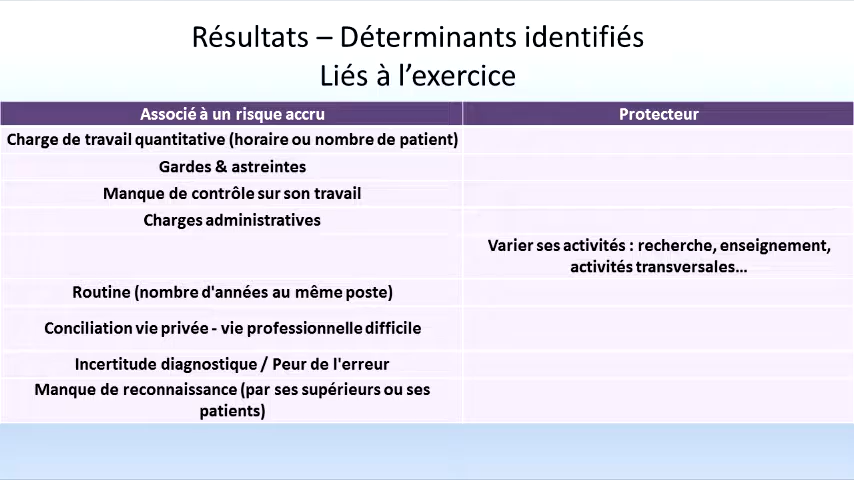 Résultats – Déterminants identifiés
Liés à l’exercice
Associé à un risque accru
Protecteur
Charge de travail quantitative (horaire ou nombre de patient)
Gardes & astreintes
Manque de contrôle sur son travail
Charges administratives
Varier ses activités : recherche, enseignement,
activités transversales…
Routine (nombre d'années au même poste)
Conciliation vie privée - vie professionnelle difficile
Incertitude diagnostique / Peur de l'erreur
Manque de reconnaissance (par ses supérieurs ou ses
patients)